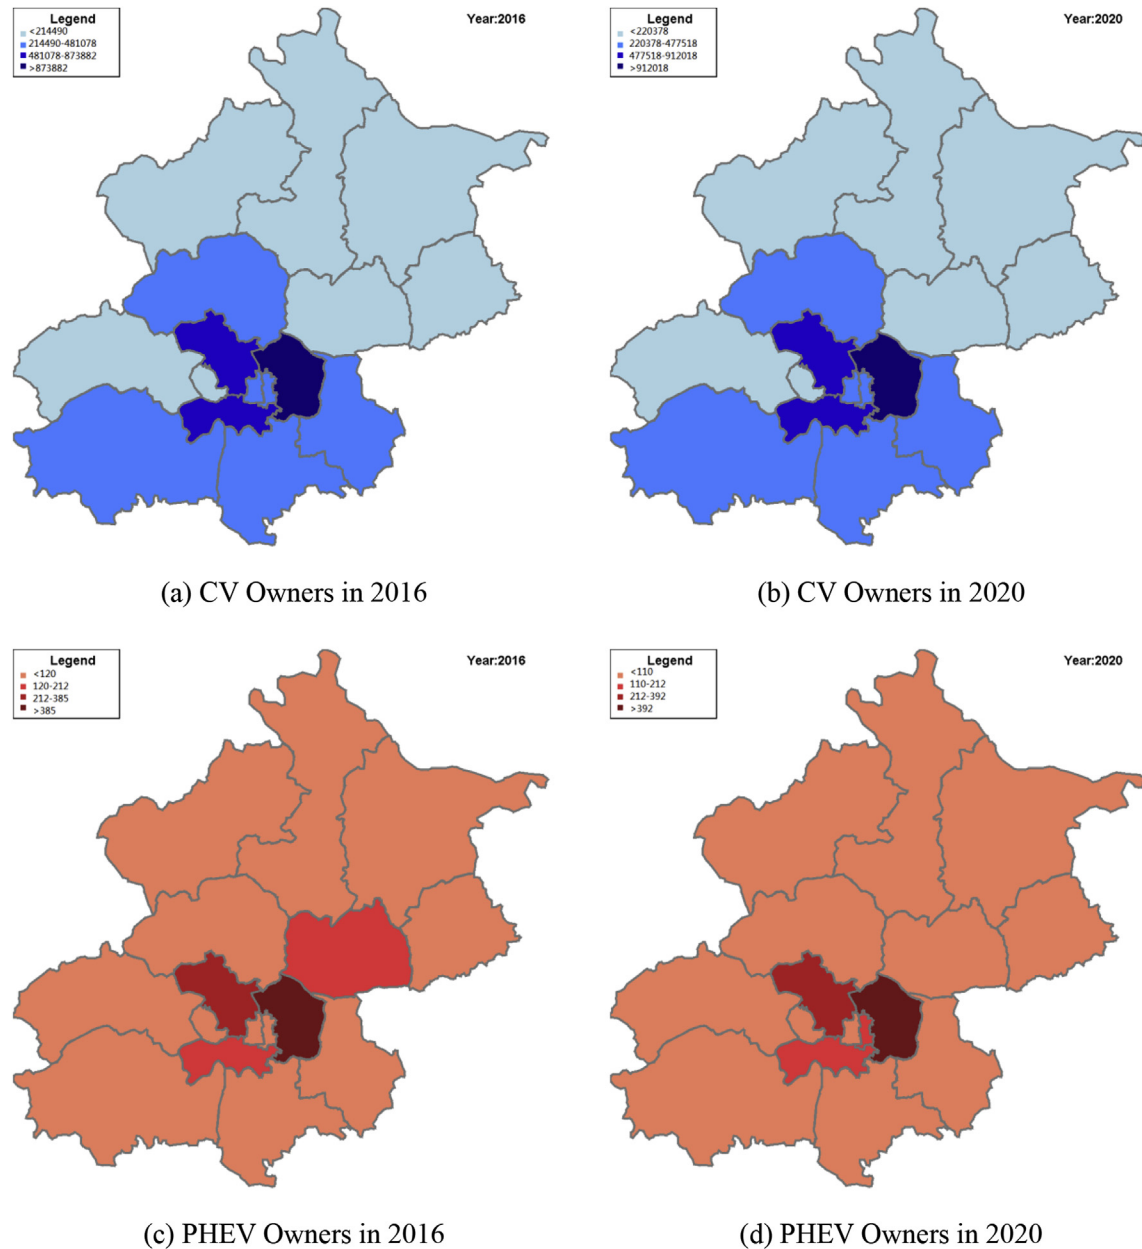 Legend
<214490
214490-481078
481078-873882
>873882
Year:2016
Legend
<220378
220378-477518
477518-912018
>912018
Year:2020
(a) CV Owners in 2016
(b) CV Owners in 2020
Legend
<120
120-212
212-385
>385
Year:2016
Legend
<110
110-212
212-392
>392
Year:2020
(c) PHEV Owners in 2016
(d) PHEV Owners in 2020